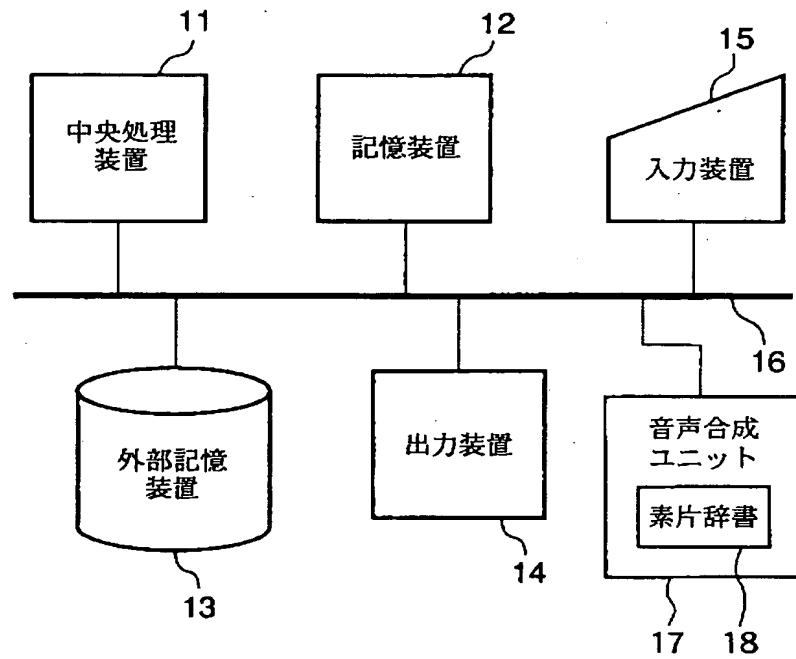 11
12
15
中央処理
装置
記憶装置
入力装置
16
外部記憶
装置
出力装置
音声合成
ユニット
素片辞書
13
14
17
18